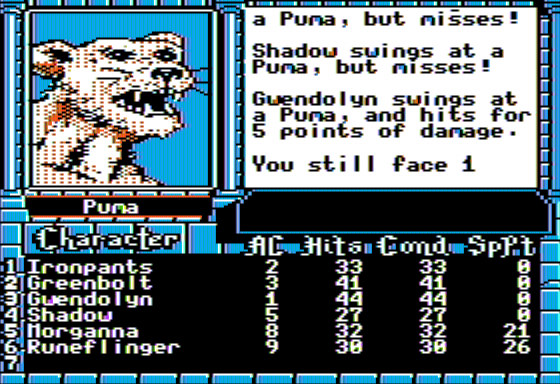 a Puma, but misses!
Shadow swings at a
Puma, but misses!
Gwendolyn swings at
a Puma, and hits for
5 points of damage.
You still face 1
Puma
Character AC Hits Cond SpPt
1 Ironpants 2 33 33 0
2 Greenbolt 3 41 41 0
3 Gwendolyn 1 44 44 0
4 Shadow 5 27 27 0
5 Morganna 8 32 32 21
6 Runeflinger 9 30 30 26
7